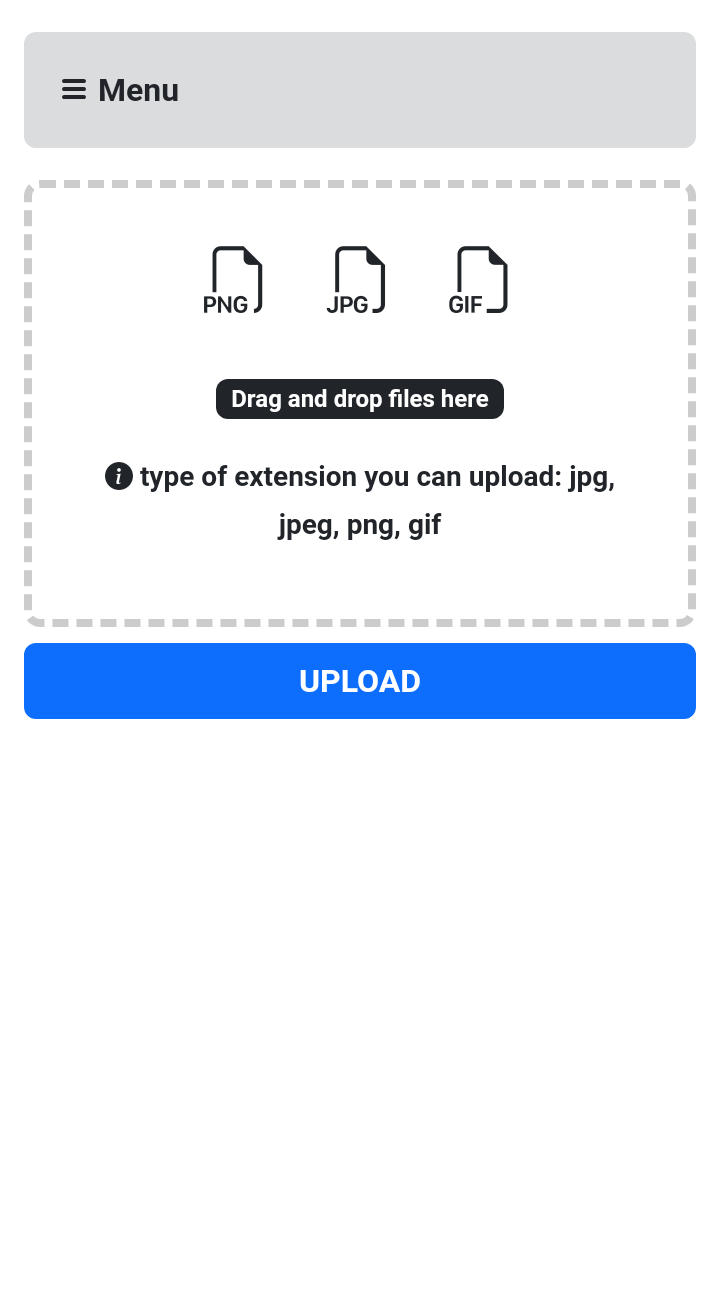 Menu
PNG JPG GIF
Drag and drop files here
type of extension you can upload: jpg,
jpeg, png, gif
UPLOAD